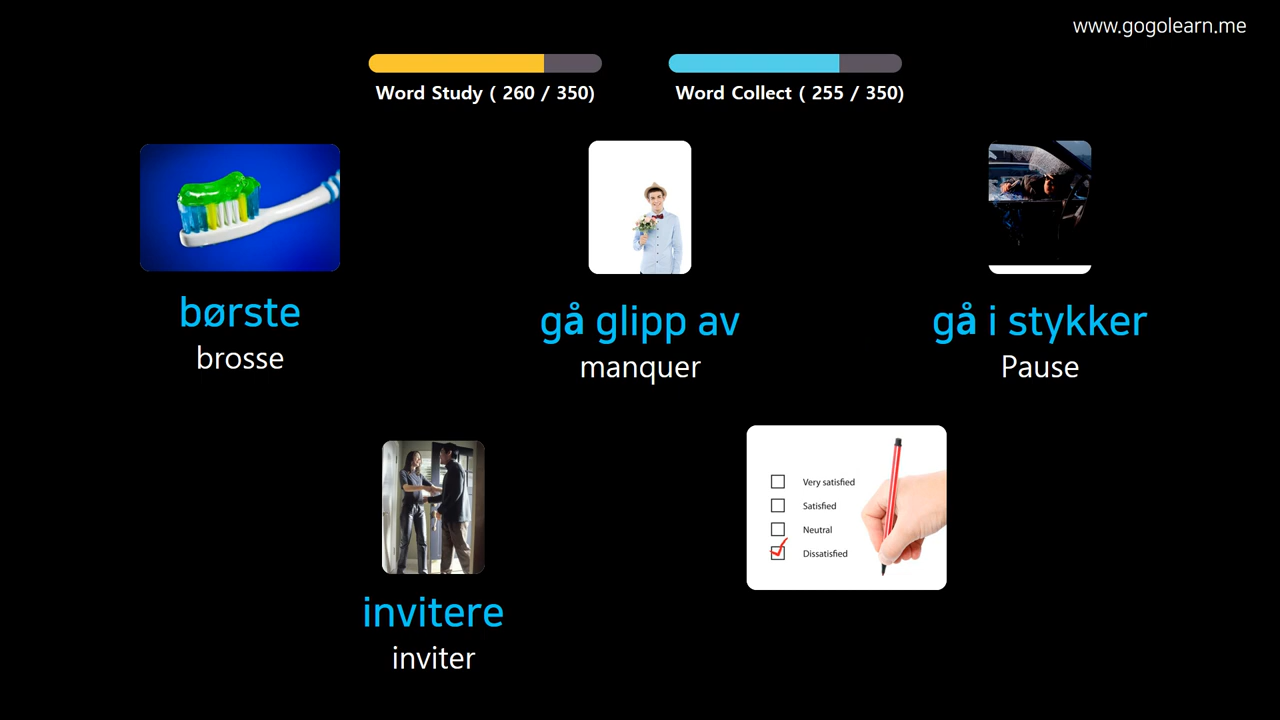 www.gogolearn.me
Word Study ( 260 / 350)
Word Collect ( 255 / 350)
børste
brosse
gå glipp av
manquer
gå i stykker
Pause
invitere
inviter
Very satisfied
Satisfied
Neutral
Dissatisfied